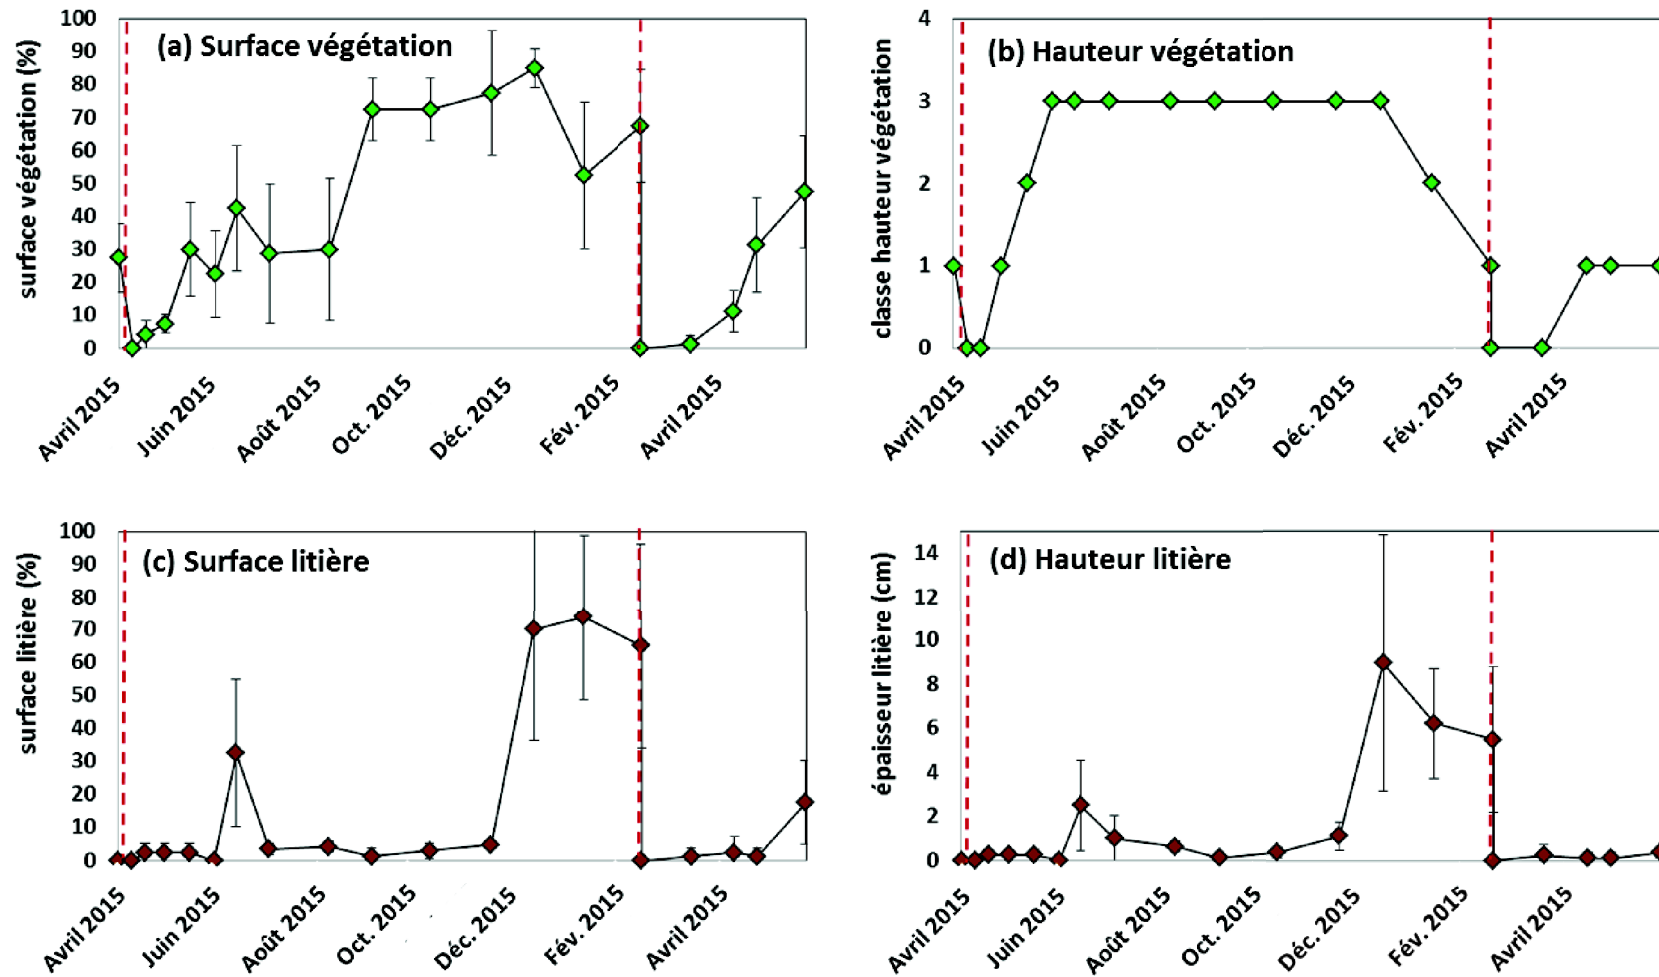 (a) Surface végétation
surface végétation (%)
100
90
80
70
60
50
40
30
20
10
0
Avril 2015
Juin 2015
Août 2015
Oct. 2015
Déc. 2015
Fév. 2015
Avril 2015
(b) Hauteur végétation
classe hauteur végétation
4
3
2
1
0
Avril 2015
Juin 2015
Août 2015
Oct. 2015
Déc. 2015
Fév. 2015
Avril 2015
(c) Surface litière
surface litière (%)
100
90
80
70
60
50
40
30
20
10
0
Avril 2015
Juin 2015
Août 2015
Oct. 2015
Déc. 2015
Fév. 2015
Avril 2015
(d) Hauteur litière
épaisseur litière (cm)
14
12
10
8
6
4
2
0
Avril 2015
Juin 2015
Août 2015
Oct. 2015
Déc. 2015
Fév. 2015
Avril 2015